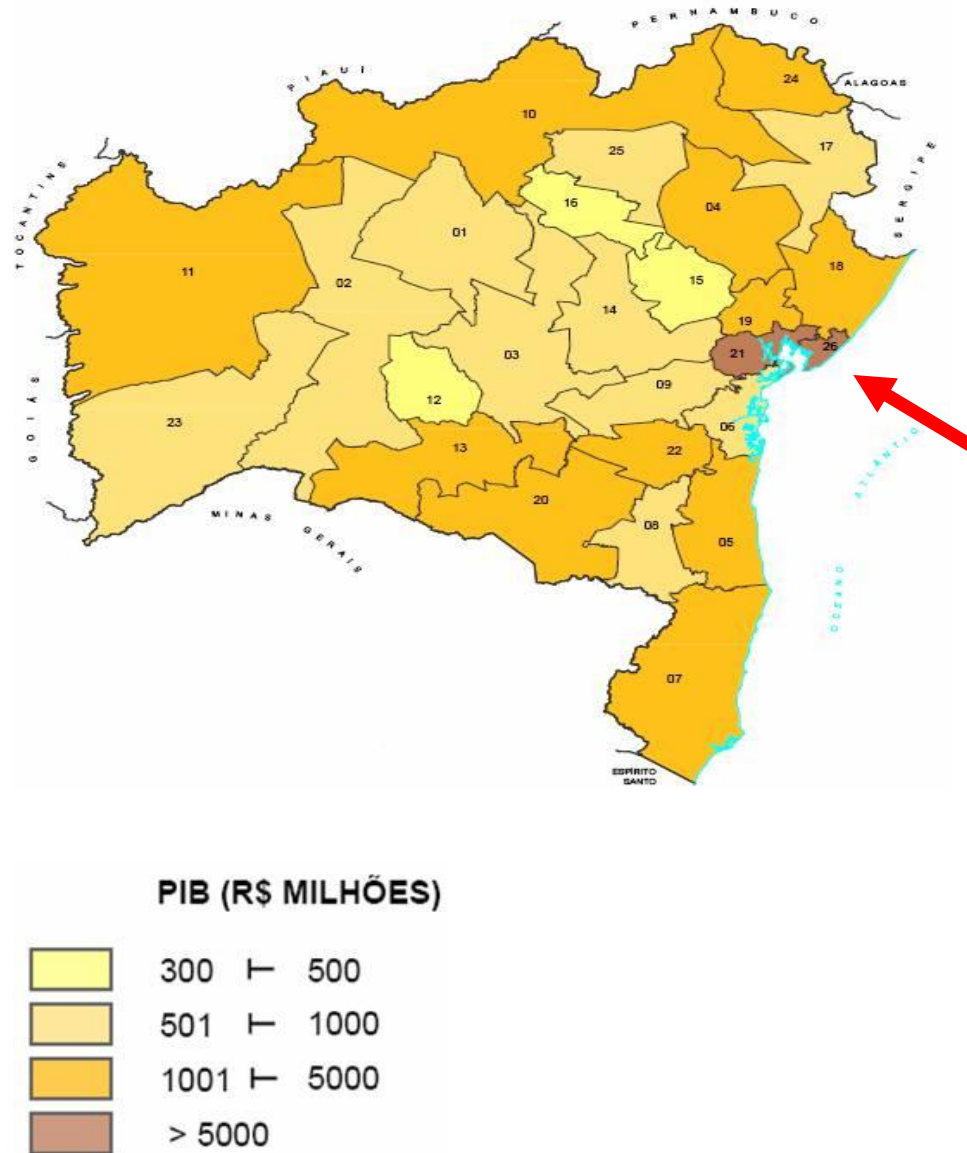 PERNAMBUCO
PIAUÍ
24
ALAGOAS
10
17
25
SERGIPE
TOCANTINS
16
04
01
11
15
18
02
14
19
03
21
26
09
12
23
06
GOIÁS
13
22
ATLÂNTICO
MINAS GERAIS
20
08
05
OCEANO
07
ESPÍRITO
SANTO
PIB (R$ MILHÕES)
300 ⊢ 500
501 ⊢ 1000
1001 ⊢ 5000
> 5000